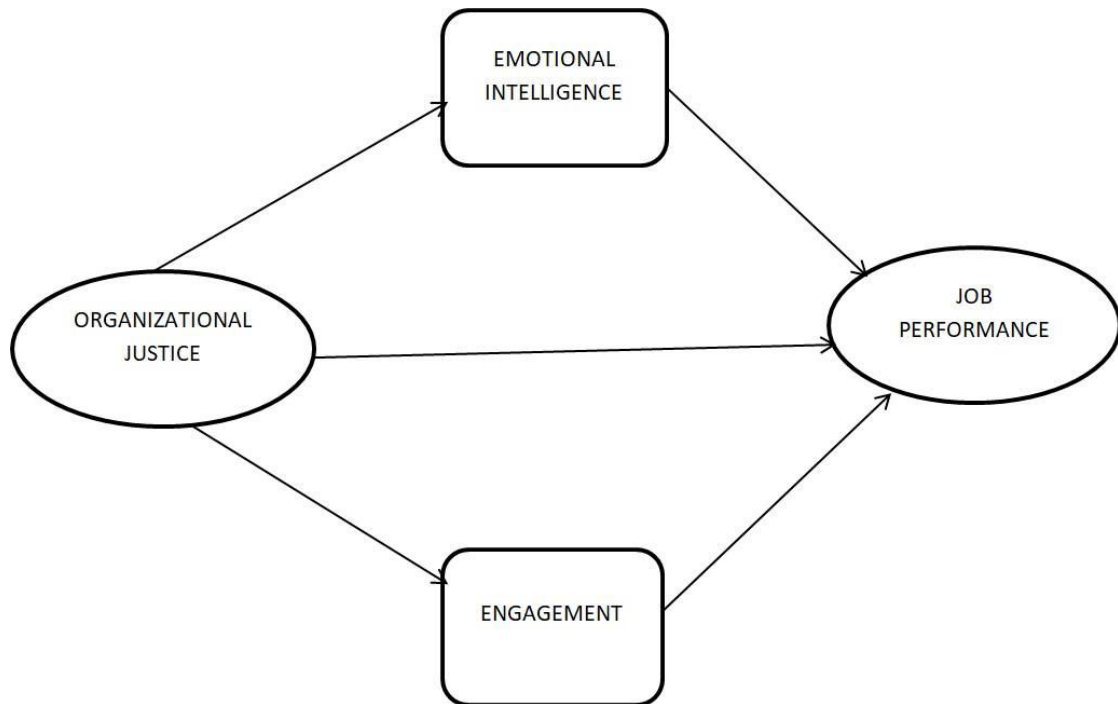 EMOTIONAL
INTELLIGENCE
ORGANIZATIONAL
JUSTICE
JOB
PERFORMANCE
ENGAGEMENT